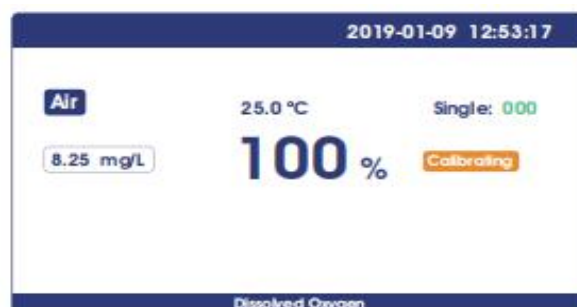 2019-01-09 12:53:17
Air
25.0 °C
Single: 000
8.25 mg/L
100 %
Calibrating
Dissolved Oxygen